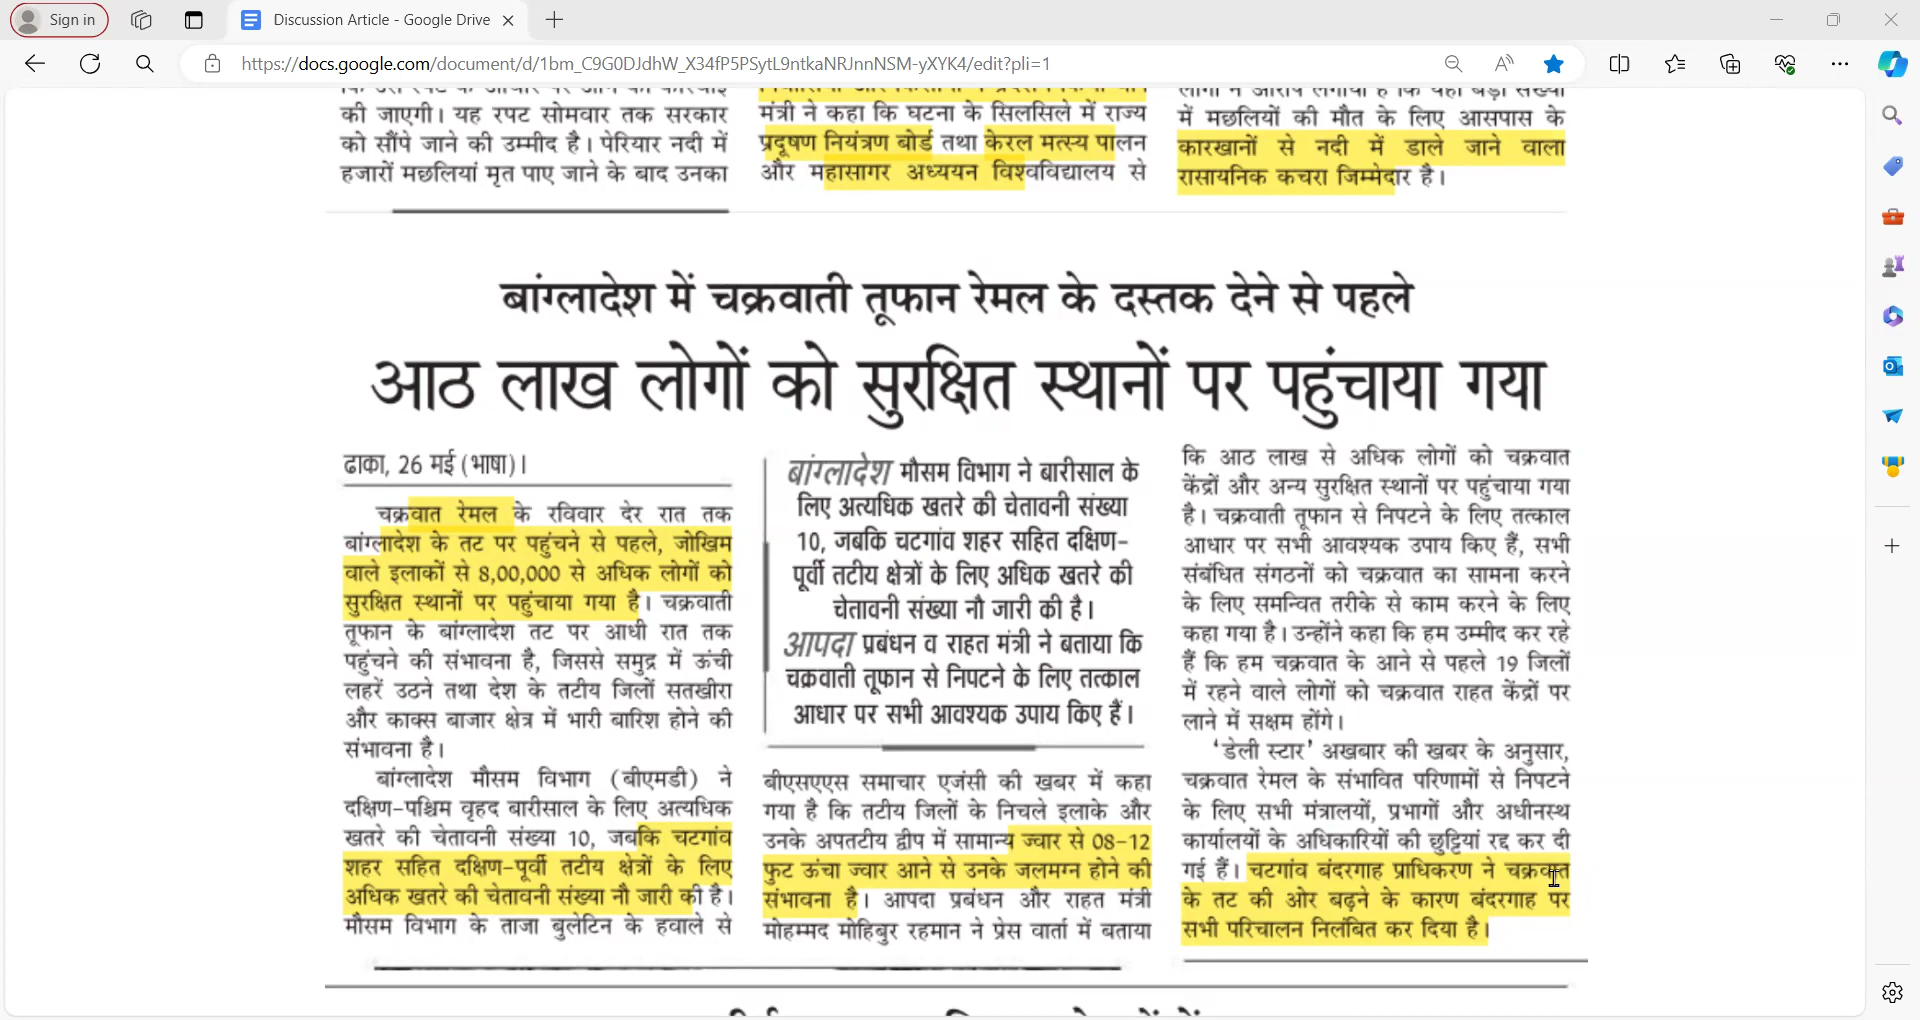 Sign in
Discussion Article - Google Drive
https://docs.google.com/document/d/1bm_C9G0DJdhW_X34fP5PSytL9ntkaNRJnnNSM-yXYK4/edit?pli=1
की जाएगी। यह रपट सोमवार तक सरकार
को सौंपे जाने की उम्मीद है। पेरियार नदी में
हजारों मछलियां मृत पाए जाने के बाद उनका
मंत्री ने कहा कि घटना के सिलसिले में राज्य
प्रदूषण नियंत्रण बोर्ड तथा केरल मत्स्य पालन
और महासागर अध्ययन विश्वविद्यालय से
लोगों ने आरोप लगाया है कि यहां बड़ी संख्या
में मछलियों की मौत के लिए आसपास के
कारखानों से नदी में डाले जाने वाला
रासायनिक कचरा जिम्मेदार है।
बांग्लादेश में चक्रवाती तूफान रेमल के दस्तक देने से पहले
आठ लाख लोगों को सुरक्षित स्थानों पर पहुंचाया गया
ढाका, 26 मई (भाषा)।
चक्रवात रेमल के रविवार देर रात तक
बांग्लादेश के तट पर पहुंचने से पहले, जोखिम
वाले इलाकों से 8,00,000 से अधिक लोगों को
सुरक्षित स्थानों पर पहुंचाया गया है। चक्रवाती
तूफान के बांग्लादेश तट पर आधी रात तक
पहुंचने की संभावना है, जिससे समुद्र में ऊंची
लहरें उठने तथा देश के तटीय जिलों सतखीरा
और काक्स बाजार क्षेत्र में भारी बारिश होने की
संभावना है।
बांग्लादेश मौसम विभाग (बीएमडी) ने
दक्षिण-पश्चिम वृहद बारीसाल के लिए अत्यधिक
खतरे की चेतावनी संख्या 10, जबकि चटगांव
शहर सहित दक्षिण-पूर्वी तटीय क्षेत्रों के लिए
अधिक खतरे की चेतावनी संख्या नौ जारी की है।
मौसम विभाग के ताजा बुलेटिन के हवाले से
बांग्लादेश मौसम विभाग ने बारीसाल के
लिए अत्यधिक खतरे की चेतावनी संख्या
10, जबकि चटगांव शहर सहित दक्षिण-
पूर्वी तटीय क्षेत्रों के लिए अधिक खतरे की
चेतावनी संख्या नौ जारी की है।
आपदा प्रबंधन व राहत मंत्री ने बताया कि
चक्रवाती तूफान से निपटने के लिए तत्काल
आधार पर सभी आवश्यक उपाय किए हैं।
बीएसएएस समाचार एजंसी की खबर में कहा
गया है कि तटीय जिलों के निचले इलाके और
उनके अपतटीय द्वीप में सामान्य ज्वार से 08-12
फुट ऊंचा ज्वार आने से उनके जलमग्न होने की
संभावना है। आपदा प्रबंधन और राहत मंत्री
मोहम्मद मोहिबुर रहमान ने प्रेस वार्ता में बताया
कि आठ लाख से अधिक लोगों को चक्रवात
केंद्रों और अन्य सुरक्षित स्थानों पर पहुंचाया गया
है। चक्रवाती तूफान से निपटने के लिए तत्काल
आधार पर सभी आवश्यक उपाय किए हैं, सभी
संबंधित संगठनों को चक्रवात का सामना करने
के लिए समन्वित तरीके से काम करने के लिए
कहा गया है। उन्होंने कहा कि हम उम्मीद कर रहे
हैं कि हम चक्रवात के आने से पहले 19 जिलों
में रहने वाले लोगों को चक्रवात राहत केंद्रों पर
लाने में सक्षम होंगे।
'डेली स्टार' अखबार की खबर के अनुसार,
चक्रवात रेमल के संभावित परिणामों से निपटने
के लिए सभी मंत्रालयों, प्रभागों और अधीनस्थ
कार्यालयों के अधिकारियों की छुट्टियां रद्द कर दी
गई हैं। चटगांव बंदरगाह प्राधिकरण ने चक्रवात
के तट की ओर बढ़ने के कारण बंदरगाह पर
सभी परिचालन निलंबित कर दिया है।